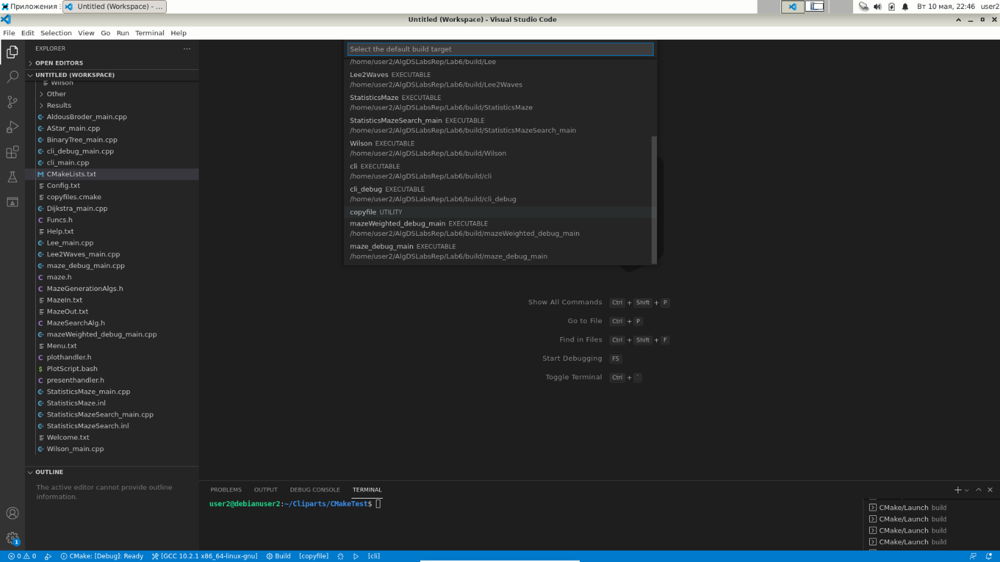 Приложения
Untitled (Workspace) - ...
Вт 10 мая, 22:46
user2
Untitled (Workspace) - Visual Studio Code
File Edit Selection View Go Run Terminal Help
EXPLORER
OPEN EDITORS
UNTITLED (WORKSPACE)
Wilson
Other
Results
AldousBroder_main.cpp
AStar_main.cpp
BinaryTree_main.cpp
cli_debug_main.cpp
cli_main.cpp
CMakeLists.txt
Config.txt
copyfiles.cmake
Dijkstra_main.cpp
Funcs.h
Help.txt
Lee_main.cpp
Lee2Waves_main.cpp
maze_debug_main.cpp
maze.h
MazeGenerationAlgs.h
MazeIn.txt
MazeOut.txt
MazeSearchAlg.h
mazeWeighted_debug_main.cpp
Menu.txt
plothandler.h
PlotScript.bash
presenthandler.h
StatisticsMaze_main.cpp
StatisticsMaze.inl
StatisticsMazeSearch_main.cpp
StatisticsMazeSearch.inl
Welcome.txt
Wilson_main.cpp
OUTLINE
The active editor cannot provide outline
information.
1
Select the default build target
/home/user2/AlgDSLabsRep/Lab6/build/Lee
Lee2Waves EXECUTABLE
/home/user2/AlgDSLabsRep/Lab6/build/Lee2Waves
StatisticsMaze EXECUTABLE
/home/user2/AlgDSLabsRep/Lab6/build/StatisticsMaze
StatisticsMazeSearch_main EXECUTABLE
/home/user2/AlgDSLabsRep/Lab6/build/StatisticsMazeSearch_main
Wilson EXECUTABLE
/home/user2/AlgDSLabsRep/Lab6/build/Wilson
cli EXECUTABLE
/home/user2/AlgDSLabsRep/Lab6/build/cli
cli_debug EXECUTABLE
/home/user2/AlgDSLabsRep/Lab6/build/cli_debug
copyfile UTILITY
mazeWeighted_debug_main EXECUTABLE
/home/user2/AlgDSLabsRep/Lab6/build/mazeWeighted_debug_main
maze_debug_main EXECUTABLE
/home/user2/AlgDSLabsRep/Lab6/build/maze_debug_main
Show All Commands Ctrl + Shift + P
Go to File Ctrl + P
Find in Files Ctrl + Shift + F
Start Debugging F5
Toggle Terminal Ctrl + `
PROBLEMS OUTPUT DEBUG CONSOLE TERMINAL
user2@debianuser2:~/Cliparts/CMakeTest$
CMake/Launch build
CMake/Launch build
CMake/Launch build
CMake/Launch build
0 0 CMake: [Debug]: Ready [GCC 10.2.1 x86_64-linux-gnu] Build [copyfile] [cli]